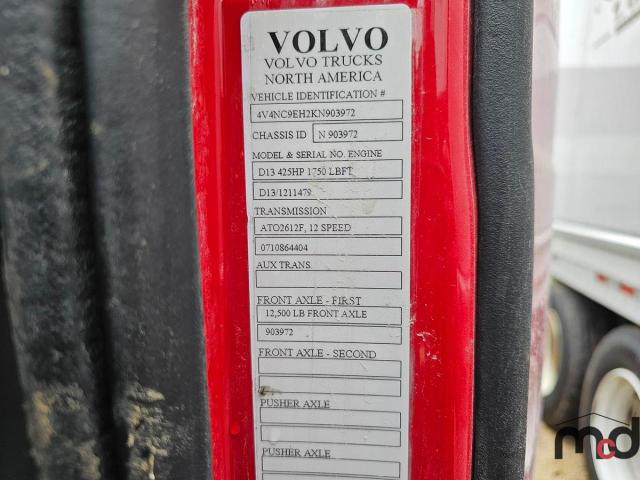 VOLVO
VOLVO TRUCKS
NORTH AMERICA
VEHICLE IDENTIFICATION #
4V4NC9EH2KN903972
CHASSIS ID N 903972
MODEL & SERIAL NO. ENGINE
D13 425HP 1750 LBFT
D13/1211479
TRANSMISSION
ATO2612F, 12 SPEED
0710864404
AUX TRANS.
FRONT AXLE - FIRST
12,500 LB FRONT AXLE
903972
FRONT AXLE - SECOND
PUSHER AXLE
PUSHER AXLE
mcd